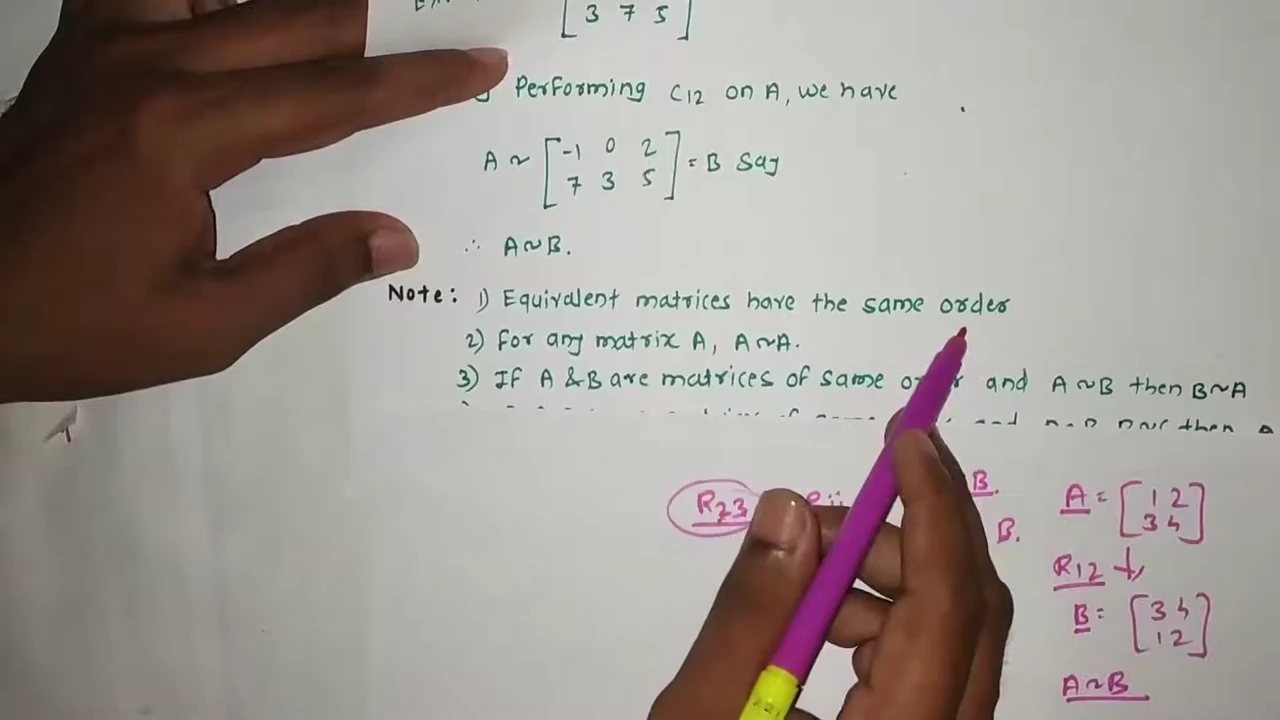 [ 3 7 5 ]
Performing C12 on A, we have
A ~ [ -1 0 2
7 3 5 ] = B Say
∴ A~B.
Note: 1) Equivalent matrices have the same order
2) For any matrix A, A~A.
3) If A & B are matrices of same and A~B then B~A
and then
R23
B.
B.
A = [ 1 2
3 4 ]
R12 ↓
B = [ 3 4
1 2 ]
A~B